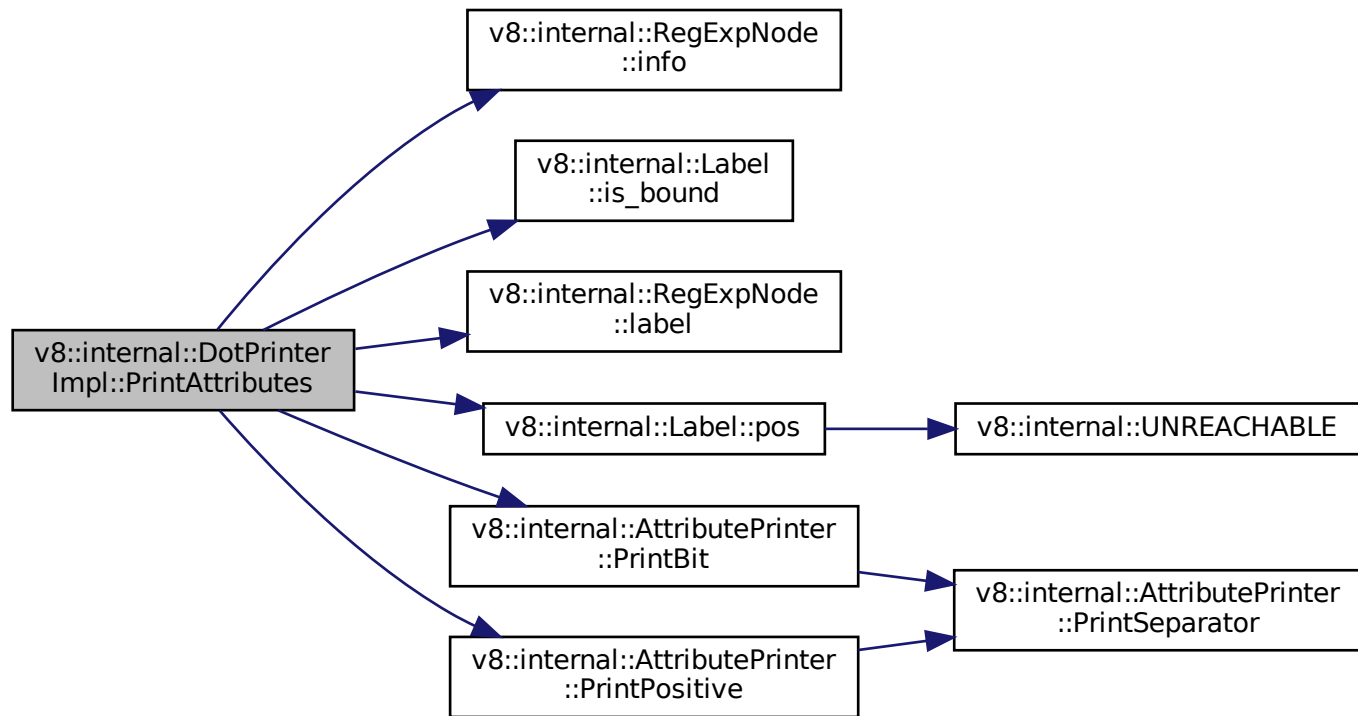 v8::internal::RegExpNode
::info
v8::internal::Label
::is_bound
v8::internal::RegExpNode
::label
v8::internal::DotPrinter
Impl::PrintAttributes
v8::internal::Label::pos
v8::internal::UNREACHABLE
v8::internal::AttributePrinter
::PrintBit
v8::internal::AttributePrinter
::PrintSeparator
v8::internal::AttributePrinter
::PrintPositive